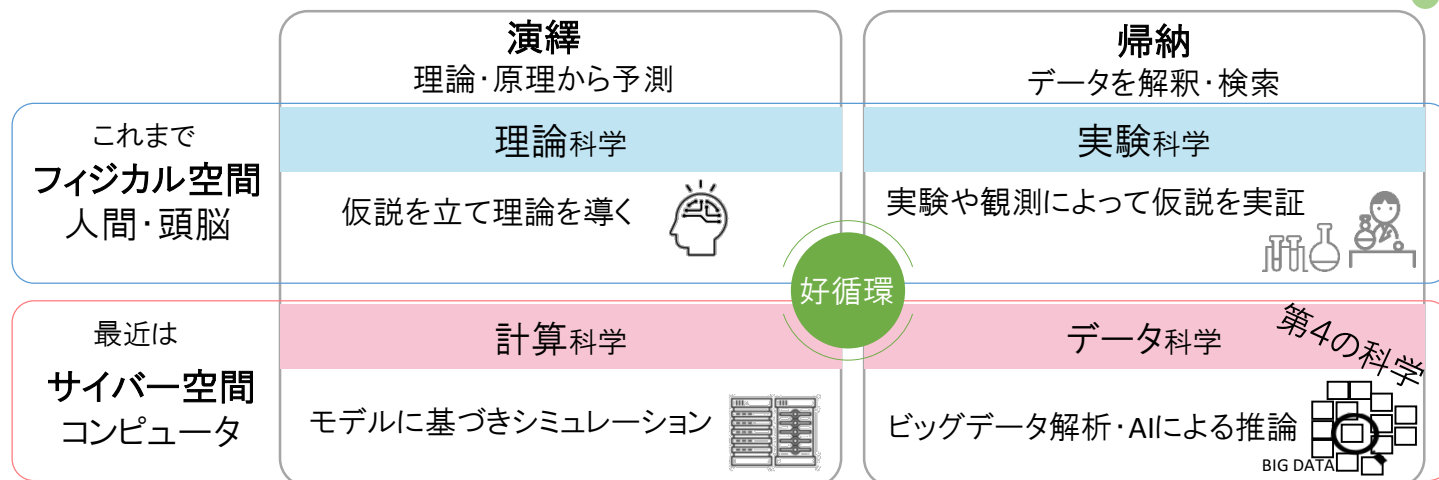 演繹
理論・原理から予測
帰納
データを解釈・検索
これまで
フィジカル空間
人間・頭脳
理論科学
仮説を立て理論を導く
実験科学
実験や観測によって仮説を実証
好循環
最近は
サイバー空間
コンピュータ
計算科学
モデルに基づきシミュレーション
データ科学
第4の科学
ビッグデータ解析・AIによる推論
BIG DATA